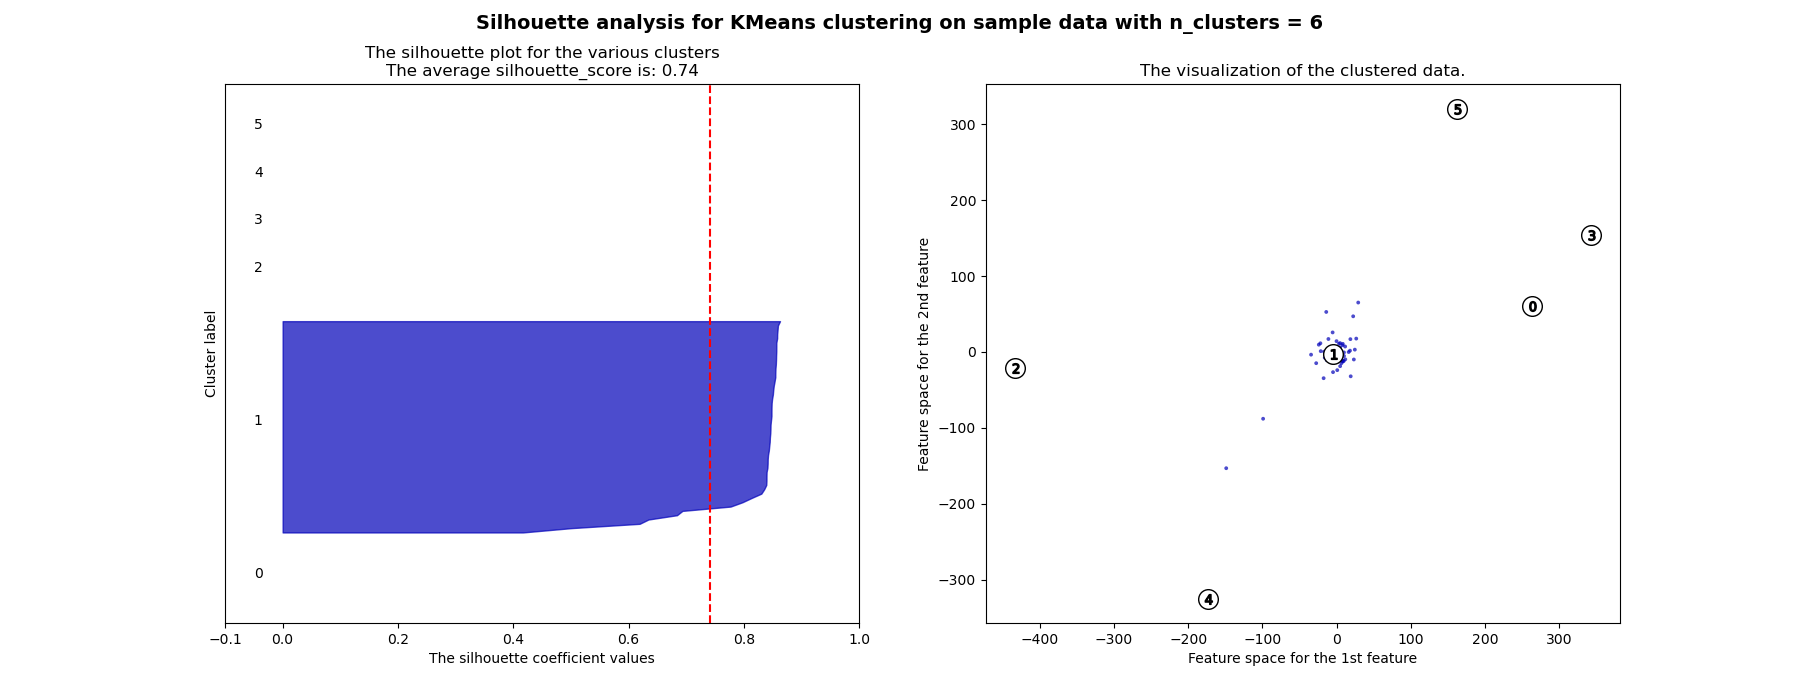 Silhouette analysis for KMeans clustering on sample data with n_clusters = 6
The silhouette plot for the various clusters
The average silhouette_score is: 0.74
5
4
3
2
1
0
Cluster label
−0.1 0.0 0.2 0.4 0.6 0.8 1.0
The silhouette coefficient values
The visualization of the clustered data.
300
200
100
0
−100
−200
−300
Feature space for the 2nd feature
5
3
0
1
2
4
−400 −300 −200 −100 0 100 200 300
Feature space for the 1st feature